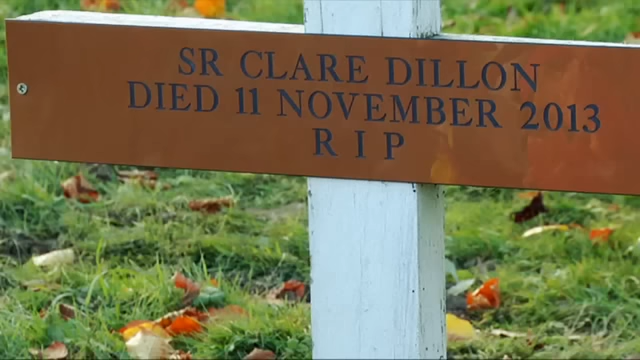 SR CLARE DILLON
DIED 11 NOVEMBER 2013
R I P